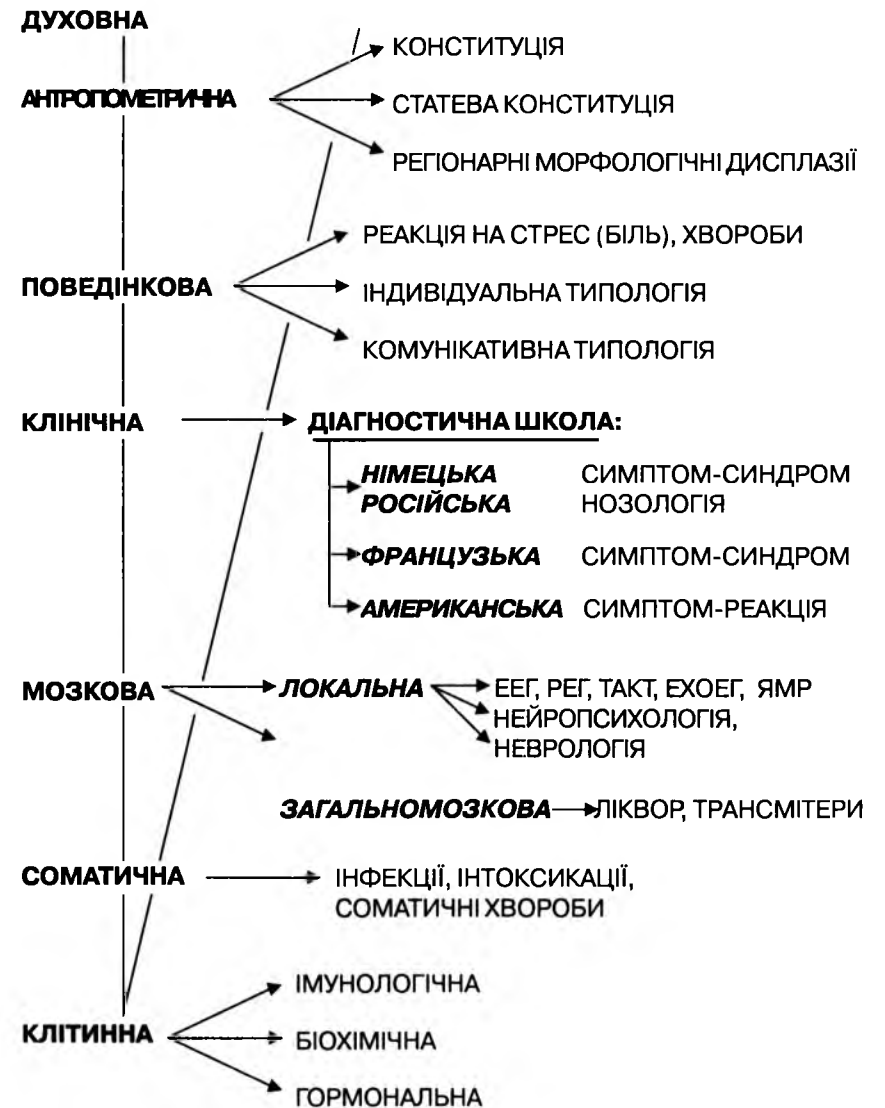 ДУХОВНА
КОНСТИТУЦІЯ
АНТРОПОМЕТРИЧНА
СТАТЕВА КОНСТИТУЦІЯ
РЕГІОНАРНІ МОРФОЛОГІЧНІ ДИСПЛАЗІЇ
РЕАКЦІЯ НА СТРЕС (БІЛЬ), ХВОРОБИ
ПОВЕДІНКОВА
ІНДИВІДУАЛЬНА ТИПОЛОГІЯ
КОМУНІКАТИВНА ТИПОЛОГІЯ
КЛІНІЧНА
ДІАГНОСТИЧНА ШКОЛА:
НІМЕЦЬКА СИМПТОМ-СИНДРОМ
РОСІЙСЬКА НОЗОЛОГІЯ
ФРАНЦУЗЬКА СИМПТОМ-СИНДРОМ
АМЕРИКАНСЬКА СИМПТОМ-РЕАКЦІЯ
МОЗКОВА
ЛОКАЛЬНА
ЕЕГ, РЕГ, ТАКТ, ЕХОЕГ, ЯМР
НЕЙРОПСИХОЛОГІЯ,
НЕВРОЛОГІЯ
ЗАГАЛЬНОМОЗКОВА ЛІКВОР, ТРАНСМІТЕРИ
СОМАТИЧНА
ІНФЕКЦІЇ, ІНТОКСИКАЦІЇ,
СОМАТИЧНІ ХВОРОБИ
ІМУНОЛОГІЧНА
КЛІТИННА
БІОХІМІЧНА
ГОРМОНАЛЬНА